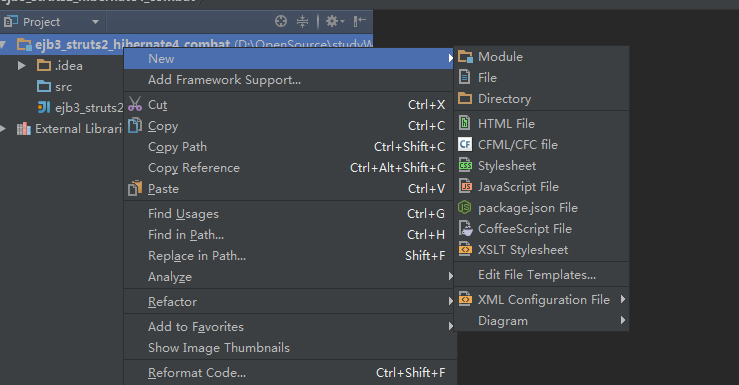 ejb3_struts2_hibernate4_combat
Project
ejb3_struts2_hibernate4_combat (D:\OpenSource\studyW
.idea
src
ejb3_struts2
External Librarie
New
Add Framework Support...
Cut Ctrl+X
Copy Ctrl+C
Copy Path Ctrl+Shift+C
Copy Reference Ctrl+Alt+Shift+C
Paste Ctrl+V
Find Usages Ctrl+G
Find in Path... Ctrl+H
Replace in Path... Shift+F
Analyze
Refactor
Add to Favorites
Show Image Thumbnails
Reformat Code... Ctrl+Shift+F
Module
File
Directory
HTML File
CFML/CFC file
Stylesheet
JavaScript File
package.json File
CoffeeScript File
XSLT Stylesheet
Edit File Templates...
XML Configuration File
Diagram